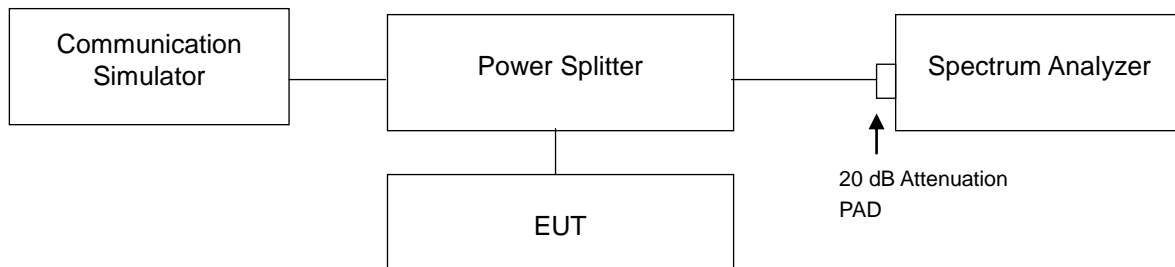 Communication
Simulator
Power Splitter
Spectrum Analyzer
20 dB Attenuation
PAD
EUT